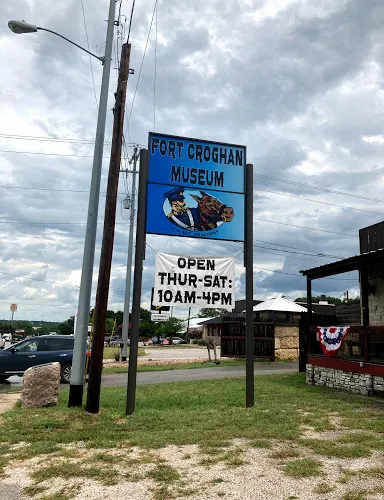 FORT CROGHAN
MUSEUM
OPEN
THUR-SAT:
10AM-4PM